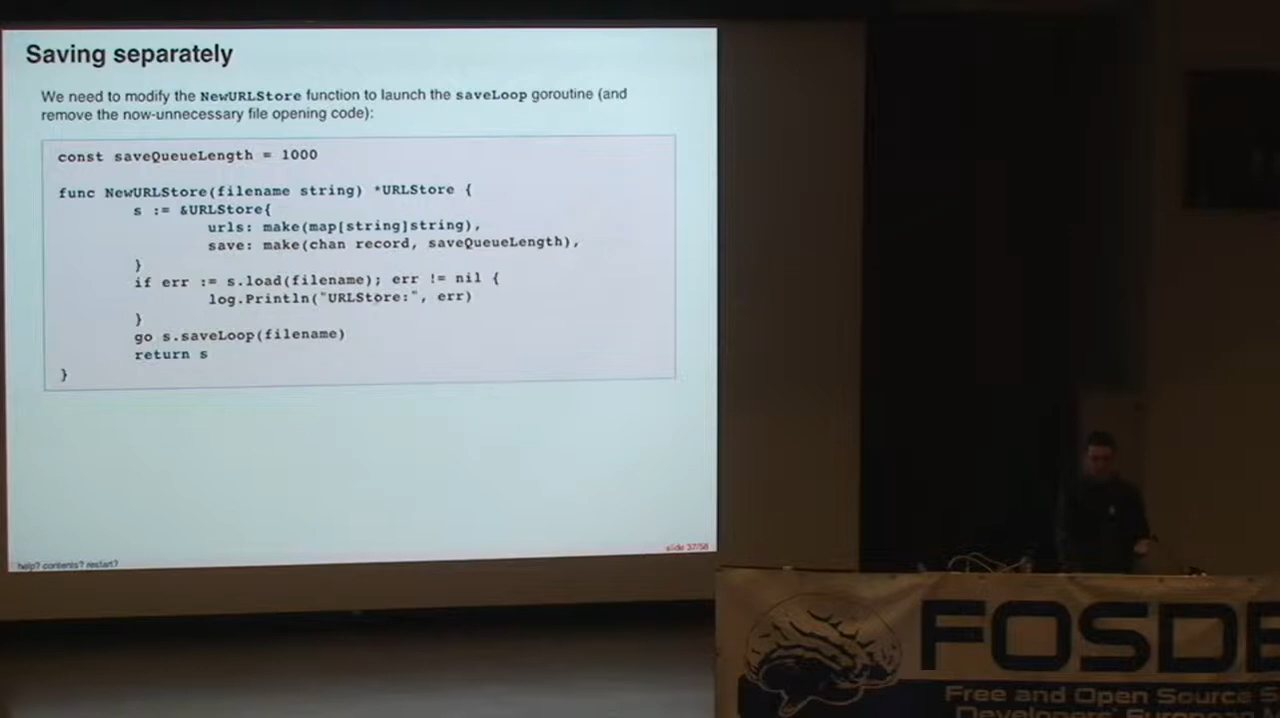 Saving separately
We need to modify the NewURLStore function to launch the saveLoop goroutine (and
remove the now-unnecessary file opening code):
const saveQueueLength = 1000
func NewURLStore(filename string) *URLStore {
s := &URLStore{
urls: make(map[string]string),
save: make(chan record, saveQueueLength),
}
if err := s.load(filename); err != nil {
log.Println("URLStore:", err)
}
go s.saveLoop(filename)
return s
}
help? contents? restart?
slide 37/58
FOSDE
Free and Open Source S
Developers' European M